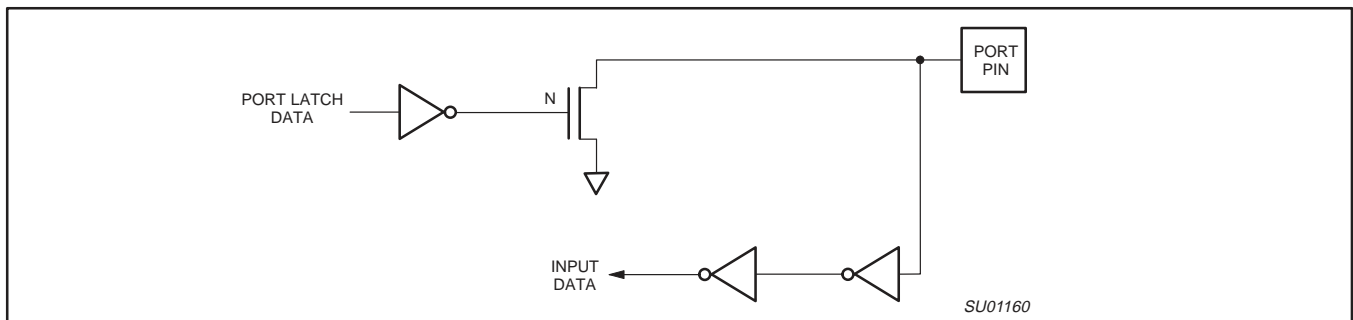 PORT
PIN
PORT LATCH
DATA
N
INPUT
DATA
SU01160